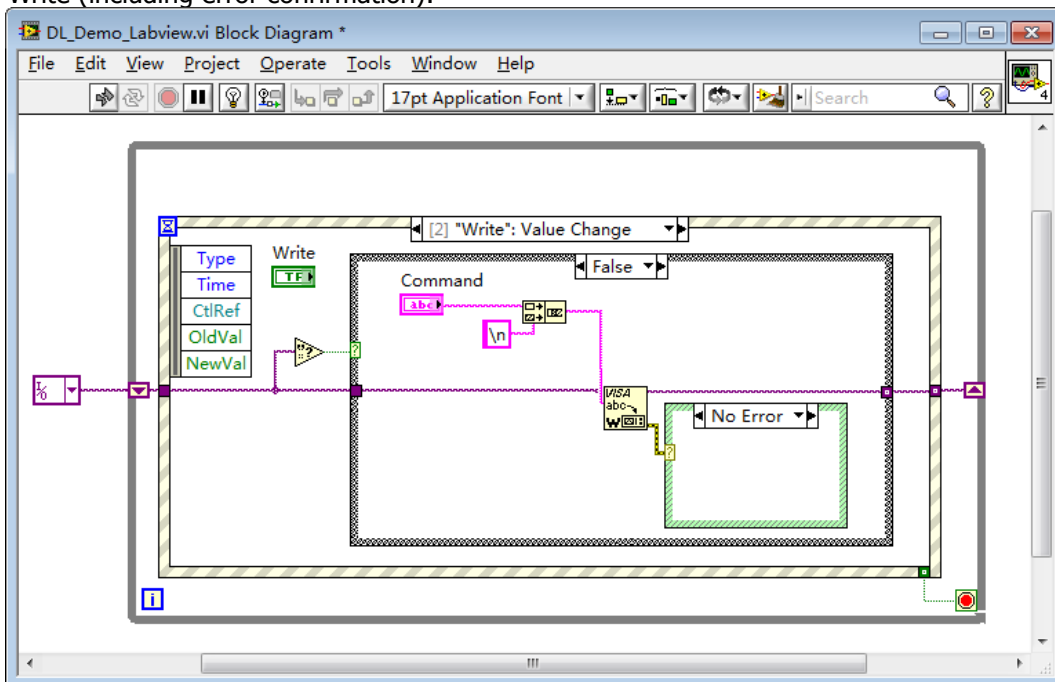 Write (including error confirmation):
DL_Demo_Labview.vi Block Diagram *
File Edit View Project Operate Tools Window Help
17pt Application Font
Search
4
[2] "Write": Value Change
Type
Time
CtlRef
OldVal
NewVal
Write
TF
False
Command
abc
\n
?
I/O
VISA
abc
W
No Error
?
i